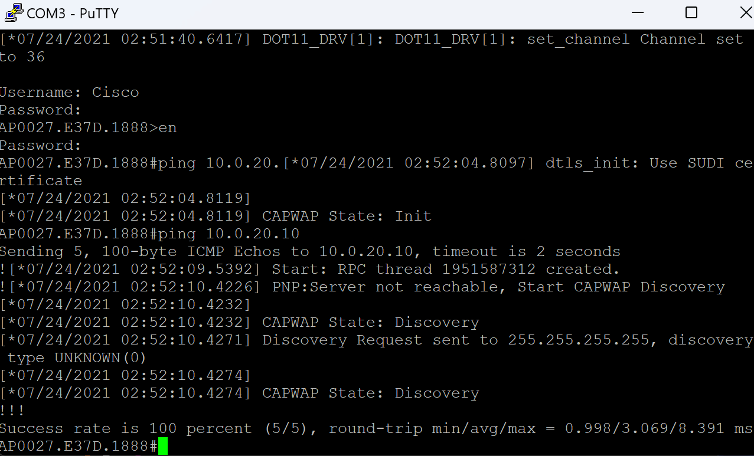 COM3 - PuTTY
[*07/24/2021 02:51:40.6417] DOT11_DRV[1]: DOT11_DRV[1]: set_channel Channel set
to 36
Username: Cisco
Password:
AP0027.E37D.1888>en
Password:
AP0027.E37D.1888#ping 10.0.20.[*07/24/2021 02:52:04.8097] dtls_init: Use SUDI ce
rtificate
[*07/24/2021 02:52:04.8119]
[*07/24/2021 02:52:04.8119] CAPWAP State: Init
AP0027.E37D.1888#ping 10.0.20.10
Sending 5, 100-byte ICMP Echos to 10.0.20.10, timeout is 2 seconds
![*07/24/2021 02:52:09.5392] Start: RPC thread 1951587312 created.
![*07/24/2021 02:52:10.4226] PNP:Server not reachable, Start CAPWAP Discovery
[*07/24/2021 02:52:10.4232]
[*07/24/2021 02:52:10.4232] CAPWAP State: Discovery
[*07/24/2021 02:52:10.4271] Discovery Request sent to 255.255.255.255, discovery
type UNKNOWN(0)
[*07/24/2021 02:52:10.4274]
[*07/24/2021 02:52:10.4274] CAPWAP State: Discovery
!!!
Success rate is 100 percent (5/5), round-trip min/avg/max = 0.998/3.069/8.391 ms
AP0027.E37D.1888#